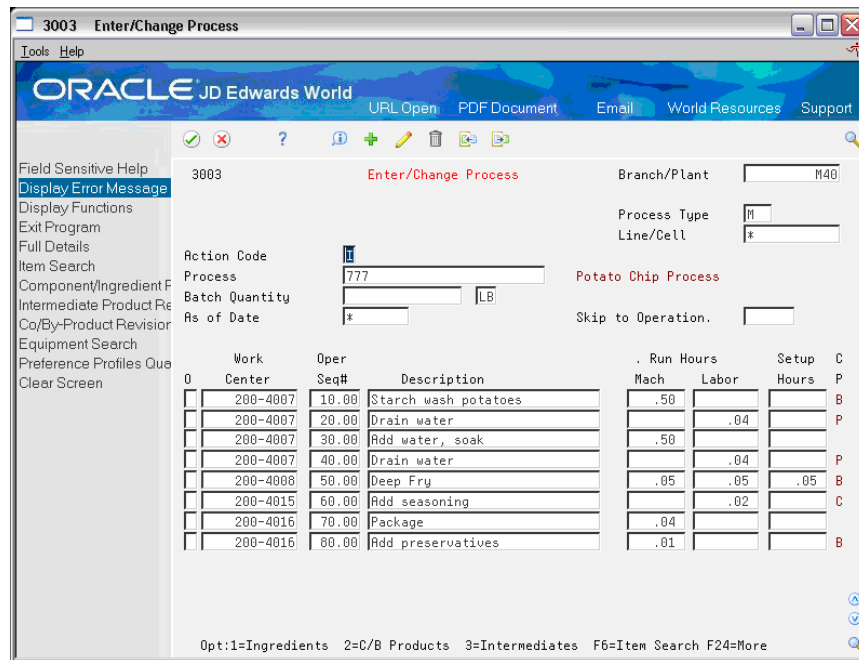 3003 Enter/Change Process
Tools Help
ORACLE JD Edwards World
URL Open PDF Document Email World Resources Support
Field Sensitive Help
Display Error Message
Display Functions
Exit Program
Full Details
Item Search
Component/Ingredient F
Intermediate Product Re
Co/By-Product Revision
Equipment Search
Preference Profiles Qua
Clear Screen
3003 Enter/Change Process Branch/Plant M40
Process Type M
Line/Cell *
Action Code I
Process 777 Potato Chip Process
Batch Quantity LB
As of Date * Skip to Operation.
Work Oper . Run Hours Setup C
O Center Seq# Description Mach Labor Hours P
200-4007 10.00 Starch wash potatoes .50 B
200-4007 20.00 Drain water .04 P
200-4007 30.00 Add water, soak .50
200-4007 40.00 Drain water .04 P
200-4008 50.00 Deep Fry .05 .05 .05 B
200-4015 60.00 Add seasoning .02 C
200-4016 70.00 Package .04
200-4016 80.00 Add preservatives .01 B
Opt:1=Ingredients 2=C/B Products 3=Intermediates F6=Item Search F24=More